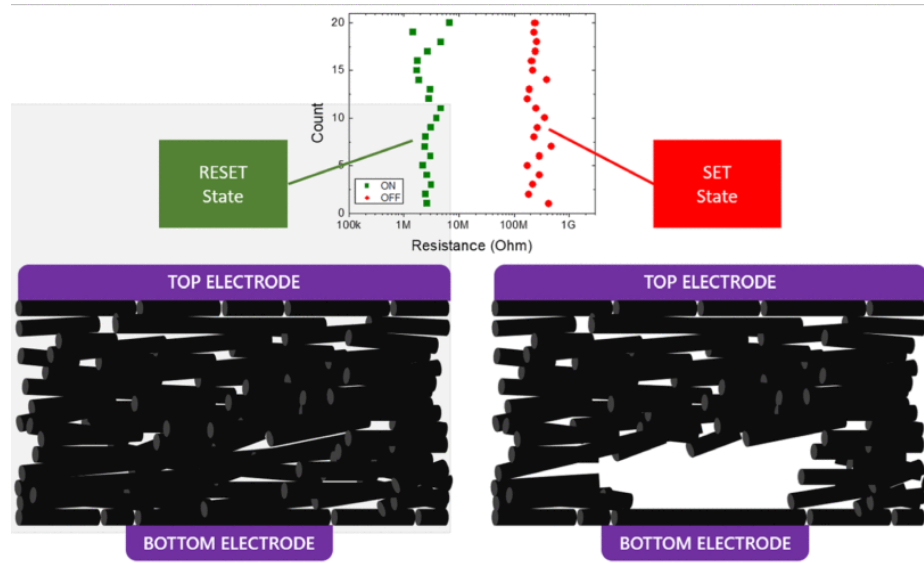 20
15
10
5
0
Count
ON
OFF
100k
1M
10M
100M
1G
Resistance (Ohm)
RESET
State
SET
State
TOP ELECTRODE
TOP ELECTRODE
BOTTOM ELECTRODE
BOTTOM ELECTRODE